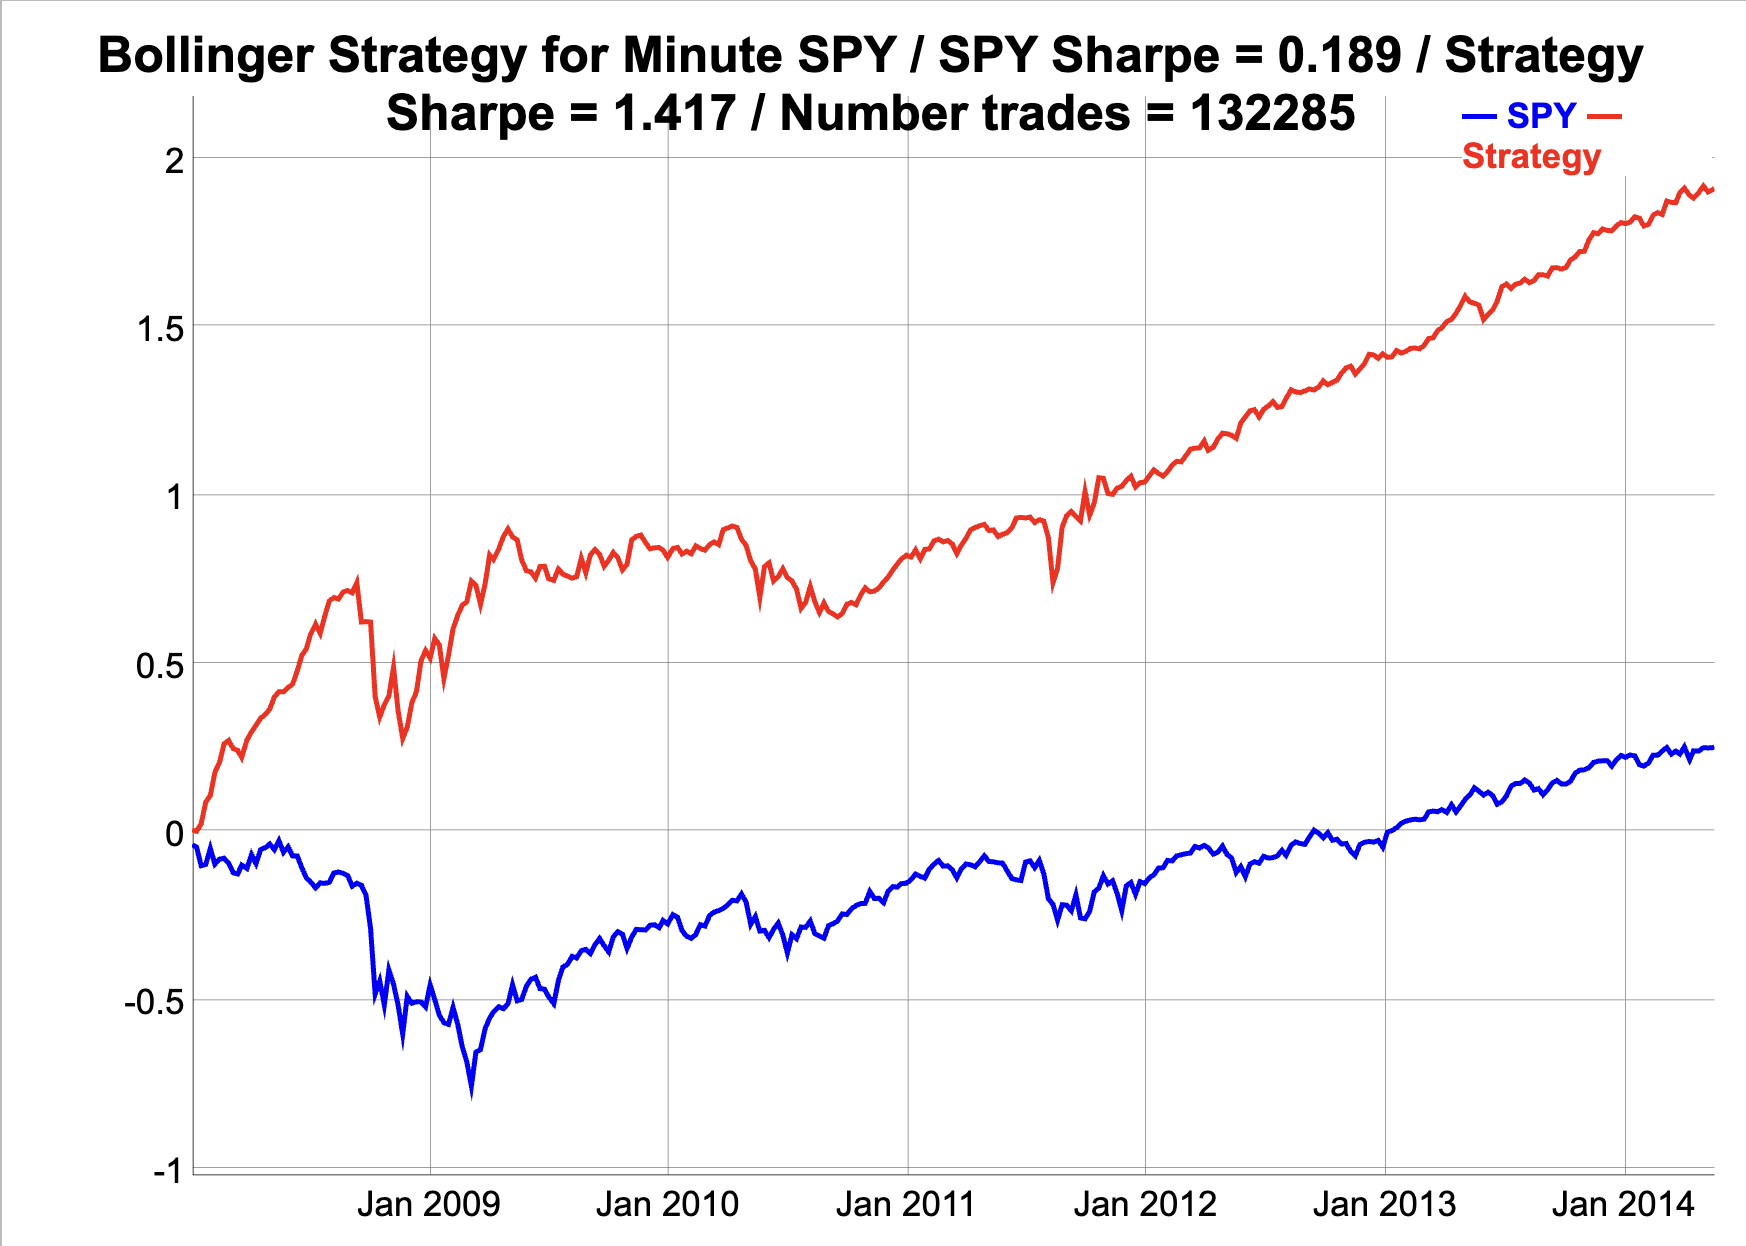 Bollinger Strategy for Minute SPY / SPY Sharpe = 0.189 / Strategy
Sharpe = 1.417 / Number trades = 132285
SPY
Strategy
2
1.5
1
0.5
0
-0.5
-1
Jan 2009 Jan 2010 Jan 2011 Jan 2012 Jan 2013 Jan 2014